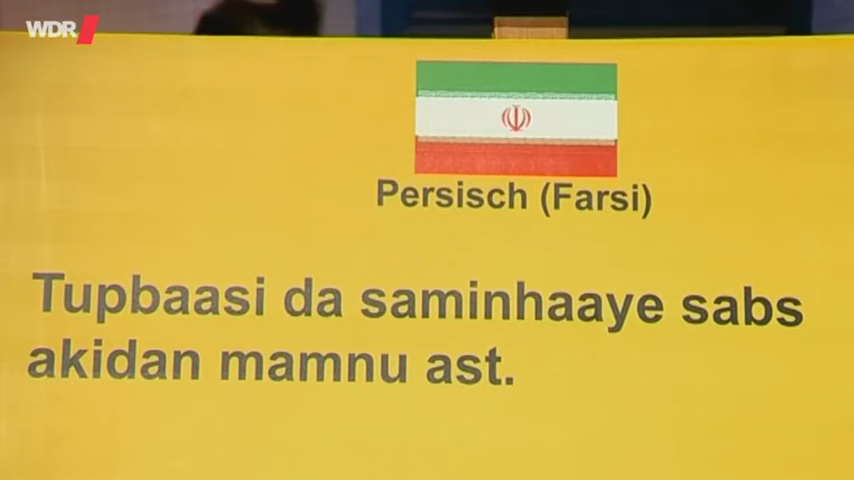 WDR
Persisch (Farsi)
Tupbaasi da saminhaaye sabs
akidan mamnu ast.